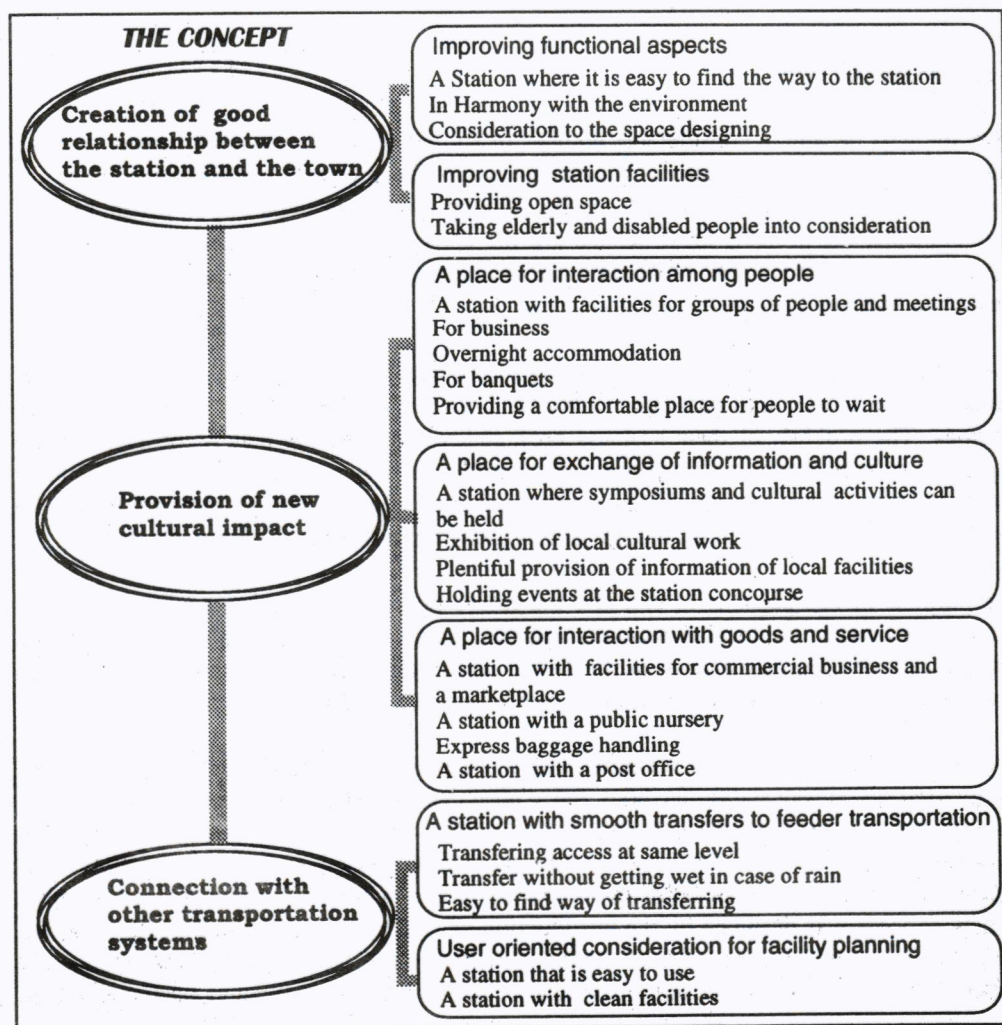 THE CONCEPT
Creation of good
relationship between
the station and the town
Improving functional aspects
A Station where it is easy to find the way to the station
In Harmony with the environment
Consideration to the space designing
Improving station facilities
Providing open space
Taking elderly and disabled people into consideration
Provision of new
cultural impact
A place for interaction among people
A station with facilities for groups of people and meetings
For business
Overnight accommodation
For banquets
Providing a comfortable place for people to wait
A place for exchange of information and culture
A station where symposiums and cultural activities can
be held
Exhibition of local cultural work
Plentiful provision of information of local facilities
Holding events at the station concourse
A place for interaction with goods and service
A station with facilities for commercial business and
a marketplace
A station with a public nursery
Express baggage handling
A station with a post office
Connection with
other transportation
systems
A station with smooth transfers to feeder transportation
Transfering access at same level
Transfer without getting wet in case of rain
Easy to find way of transferring
User oriented consideration for facility planning
A station that is easy to use
A station with clean facilities